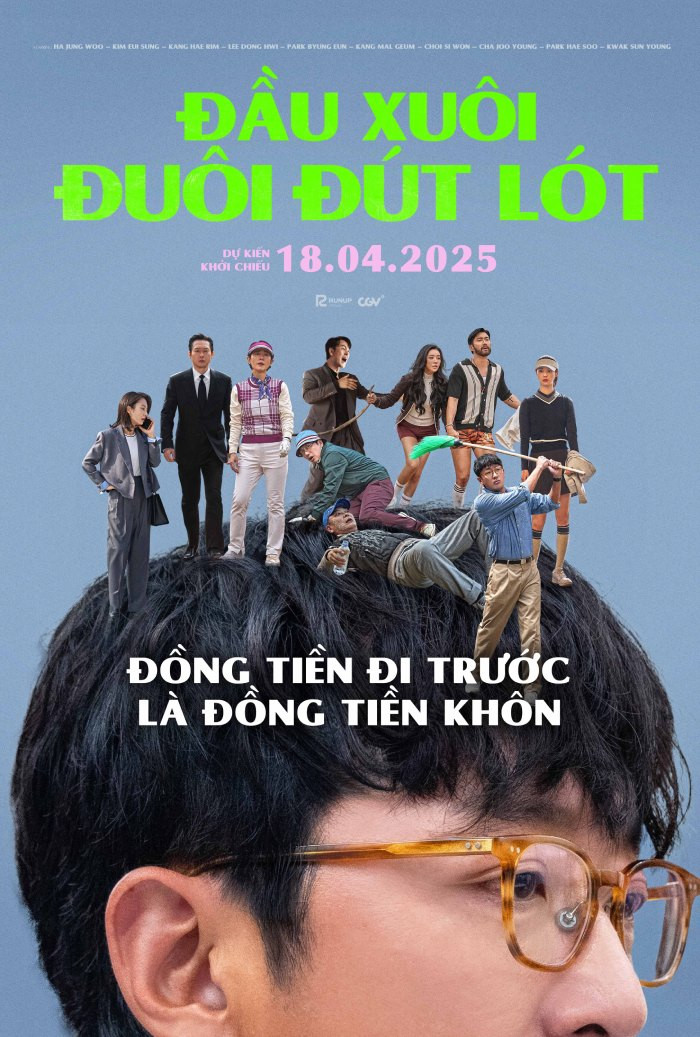 HA JUNG WOO – KIM EUI SUNG – KANG HAE RIM – LEE DONG HWI – PARK BYUNG EUN – KANG MAL GEUM – CHOI SI WON – CHA JOO YOUNG – PARK HAE SOO – KWAK SUN YOUNG
ĐẦU XUÔI
ĐUÔI ĐÚT LÓT
DỰ KIẾN
KHỞI CHIẾU 18.04.2025
RUNUP CGV
ĐỒNG TIỀN ĐI TRƯỚC
LÀ ĐỒNG TIỀN KHÔN